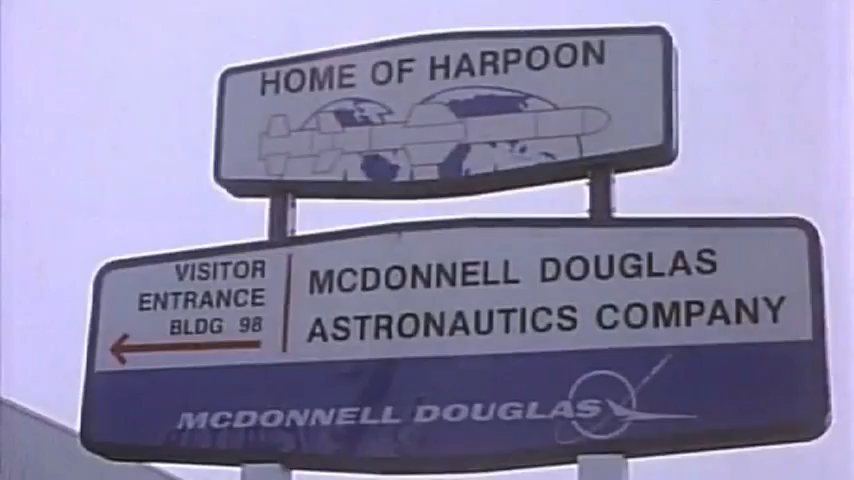 HOME OF HARPOON
VISITOR
ENTRANCE
BLDG 98
MCDONNELL DOUGLAS
ASTRONAUTICS COMPANY
MCDONNELL DOUGLAS